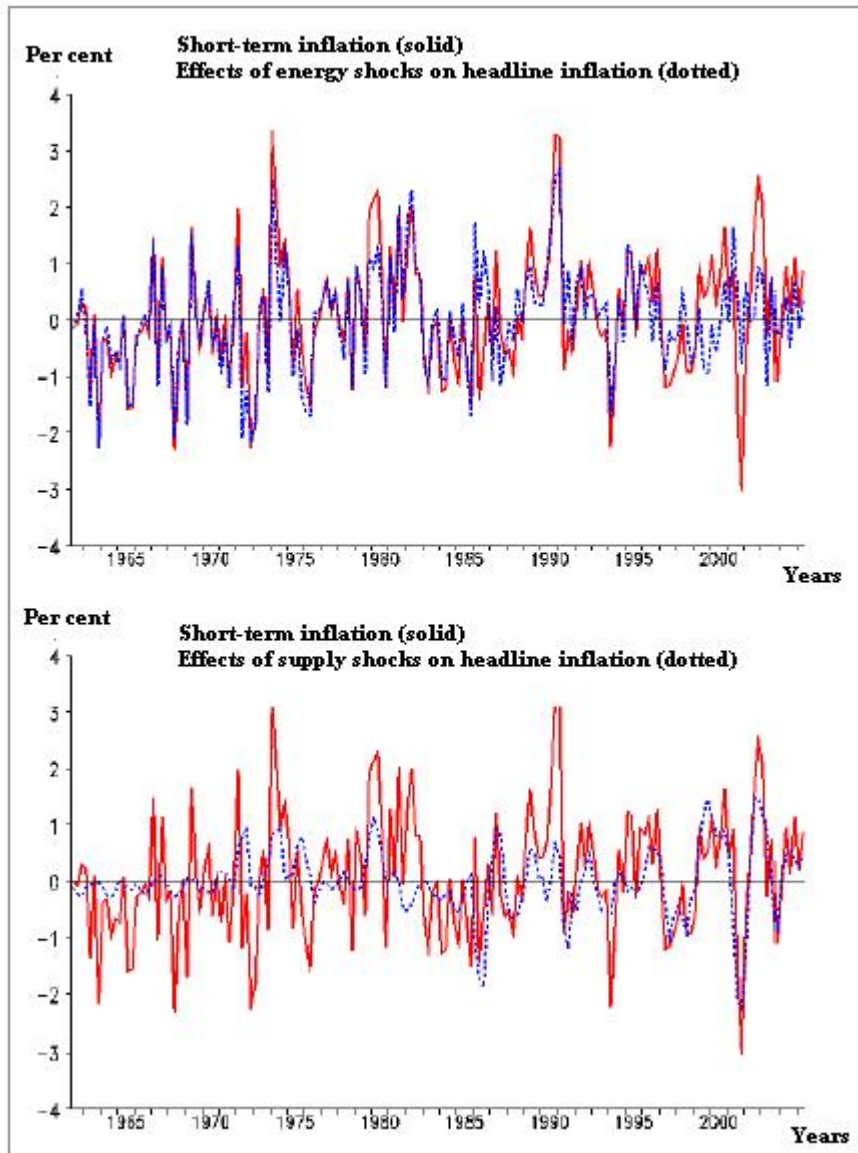 Per cent
Short-term inflation (solid)
Effects of energy shocks on headline inflation (dotted)
4
3
2
1
0
-1
-2
-3
-4
1965 1970 1975 1980 1985 1990 1995 2000
Years
Per cent
Short-term inflation (solid)
Effects of supply shocks on headline inflation (dotted)
4
3
2
1
0
-1
-2
-3
-4
1965 1970 1975 1980 1985 1990 1995 2000
Years